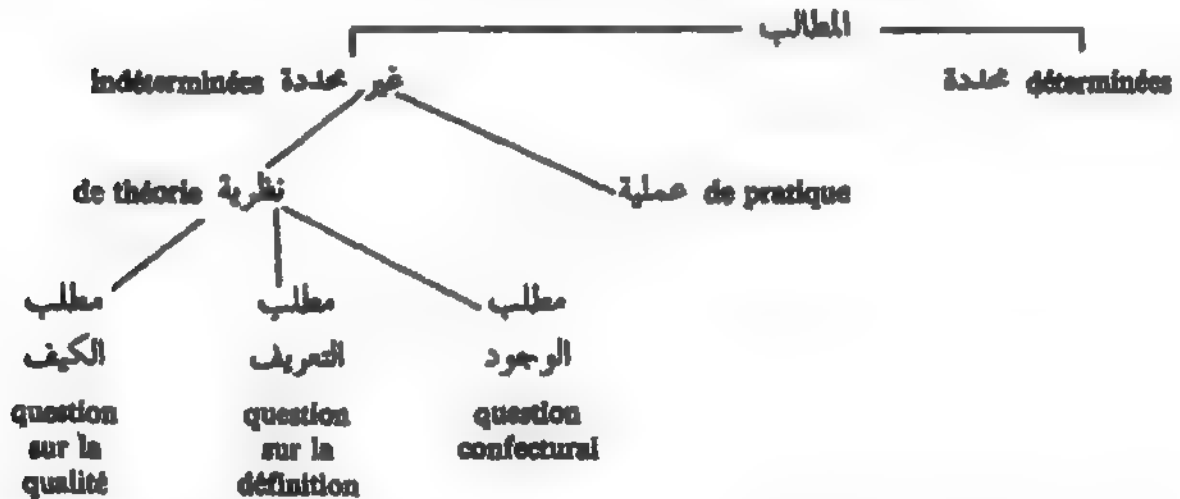 المطالب
indéterminées غير محددة
محددة déterminées
de théorie نظرية
عملية de pratique
مطلب
الكيف
question
sur la
qualité
مطلب
التعريف
question
sur la
définition
مطلب
الوجود
question
confectural